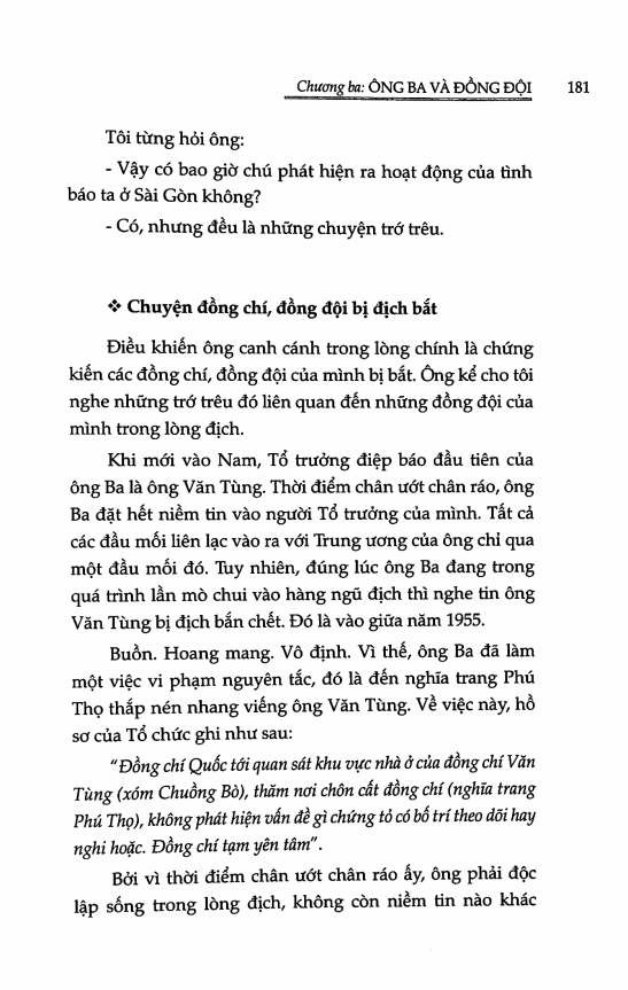 Chương ba: ÔNG BA VÀ ĐỒNG ĐỘI 181
Tôi từng hỏi ông:
- Vậy có bao giờ chú phát hiện ra hoạt động của tình
báo ta ở Sài Gòn không?
- Có, nhưng đều là những chuyện trớ trêu.
❖ Chuyện đồng chí, đồng đội bị địch bắt
Điều khiến ông canh cánh trong lòng chính là chứng
kiến các đồng chí, đồng đội của mình bị bắt. Ông kể cho tôi
nghe những trớ trêu đó liên quan đến những đồng đội của
mình trong lòng địch.
Khi mới vào Nam, Tổ trưởng điệp báo đầu tiên của
ông Ba là ông Văn Tùng. Thời điểm chân ướt chân ráo, ông
Ba đặt hết niềm tin vào người Tổ trưởng của mình. Tất cả
các đầu mối liên lạc vào ra với Trung ương của ông chỉ qua
một đầu mối đó. Tuy nhiên, đúng lúc ông Ba đang trong
quá trình lần mò chui vào hàng ngũ địch thì nghe tin ông
Văn Tùng bị địch bắn chết. Đó là vào giữa năm 1955.
Buồn. Hoang mang. Vô định. Vì thế, ông Ba đã làm
một việc vi phạm nguyên tắc, đó là đến nghĩa trang Phú
Thọ thắp nén nhang viếng ông Văn Tùng. Về việc này, hồ
sơ của Tổ chức ghi như sau:
"Đồng chí Quốc tới quan sát khu vực nhà ở của đồng chí Văn
Tùng (xóm Chuồng Bò), thăm nơi chôn cất đồng chí (nghĩa trang
Phú Thọ), không phát hiện vấn đề gì chứng tỏ có bố trí theo dõi hay
nghi hoặc. Đồng chí tạm yên tâm".
Bởi vì thời điểm chân ướt chân ráo ấy, ông phải độc
lập sống trong lòng địch, không còn niềm tin nào khác